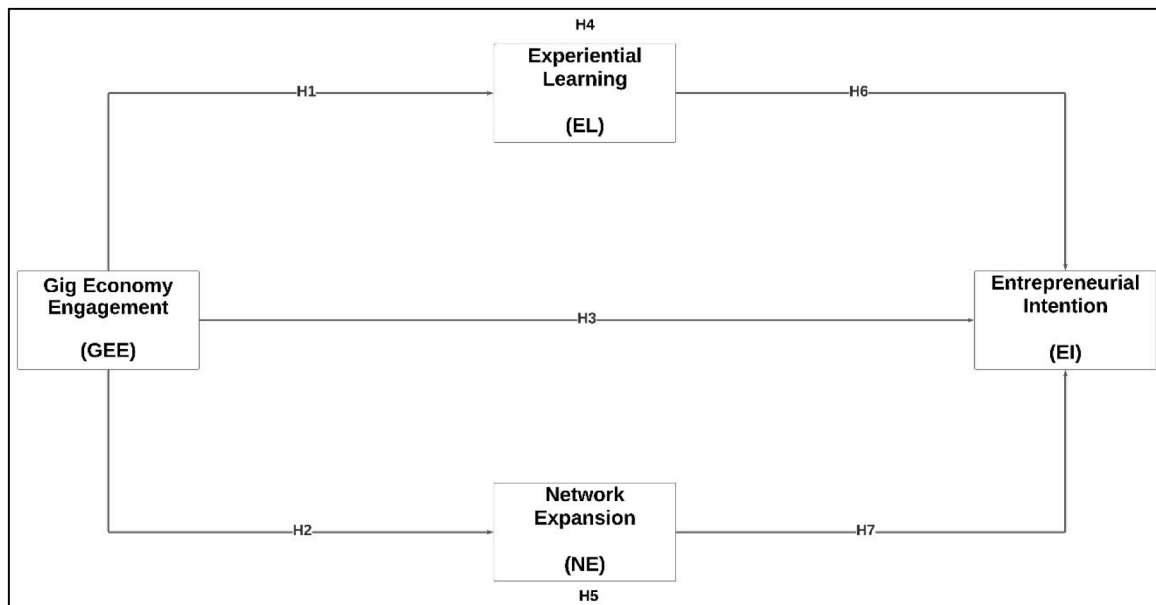 H4
Experiential
Learning
(EL)
H1
H6
Gig Economy
Engagement
(GEE)
H3
Entrepreneurial
Intention
(EI)
H2
Network
Expansion
(NE)
H7
H5